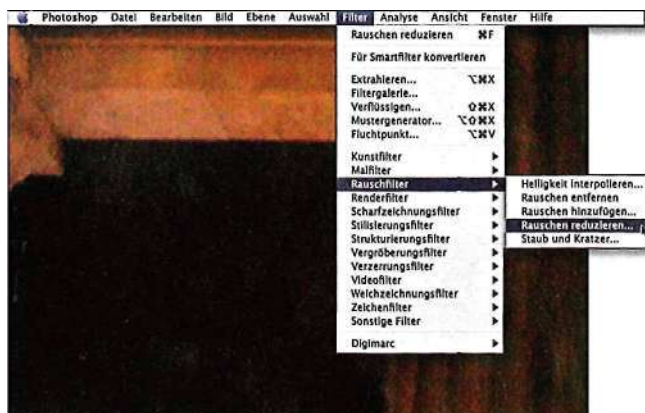 Photoshop Datei Bearbeiten Bild Ebene Auswahl Filter Analyse Ansicht Fenster Hilfe
Rauschen reduzieren ⌘F
Für Smartfilter konvertieren
Extrahieren... ⌥⌘X
Filtergalerie...
Verflüssigen... ⇧⌘X
Mustergenerator... ⌥⇧⌘X
Fluchtpunkt... ⌥⌘V
Kunstfilter
Malfilter
Rauschfilter
Renderfilter
Scharfzeichnungsfilter
Stilisierungsfilter
Strukturierungsfilter
Vergröberungsfilter
Verzerrungsfilter
Videofilter
Weichzeichnungsfilter
Zeichenfilter
Sonstige Filter
Digimarc
Helligkeit interpolieren...
Rauschen entfernen
Rauschen hinzufügen...
Rauschen reduzieren...
Staub und Kratzer...